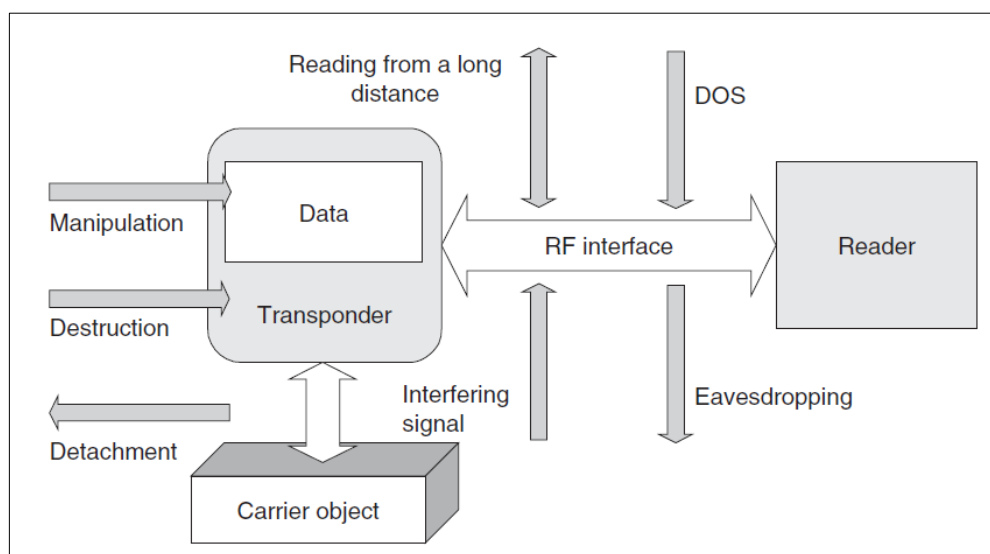 Reading from a long
distance
DOS
Manipulation
Data
RF interface
Reader
Destruction
Transponder
Interfering
signal
Eavesdropping
Detachment
Carrier object